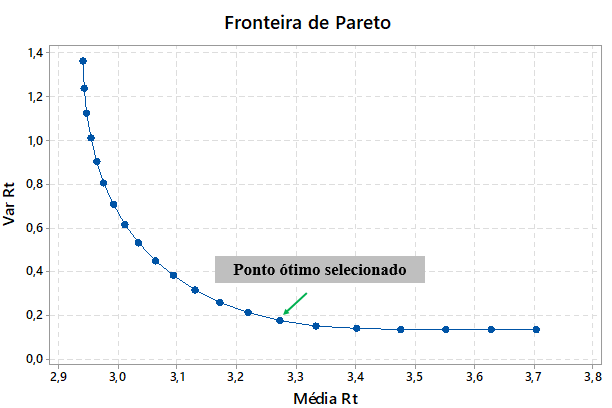 Fronteira de Pareto
1,4
1,2
1,0
0,8
0,6
0,4
0,2
0,0
Var Rt
Ponto ótimo selecionado
2,9 3,0 3,1 3,2 3,3 3,4 3,5 3,6 3,7 3,8
Média Rt